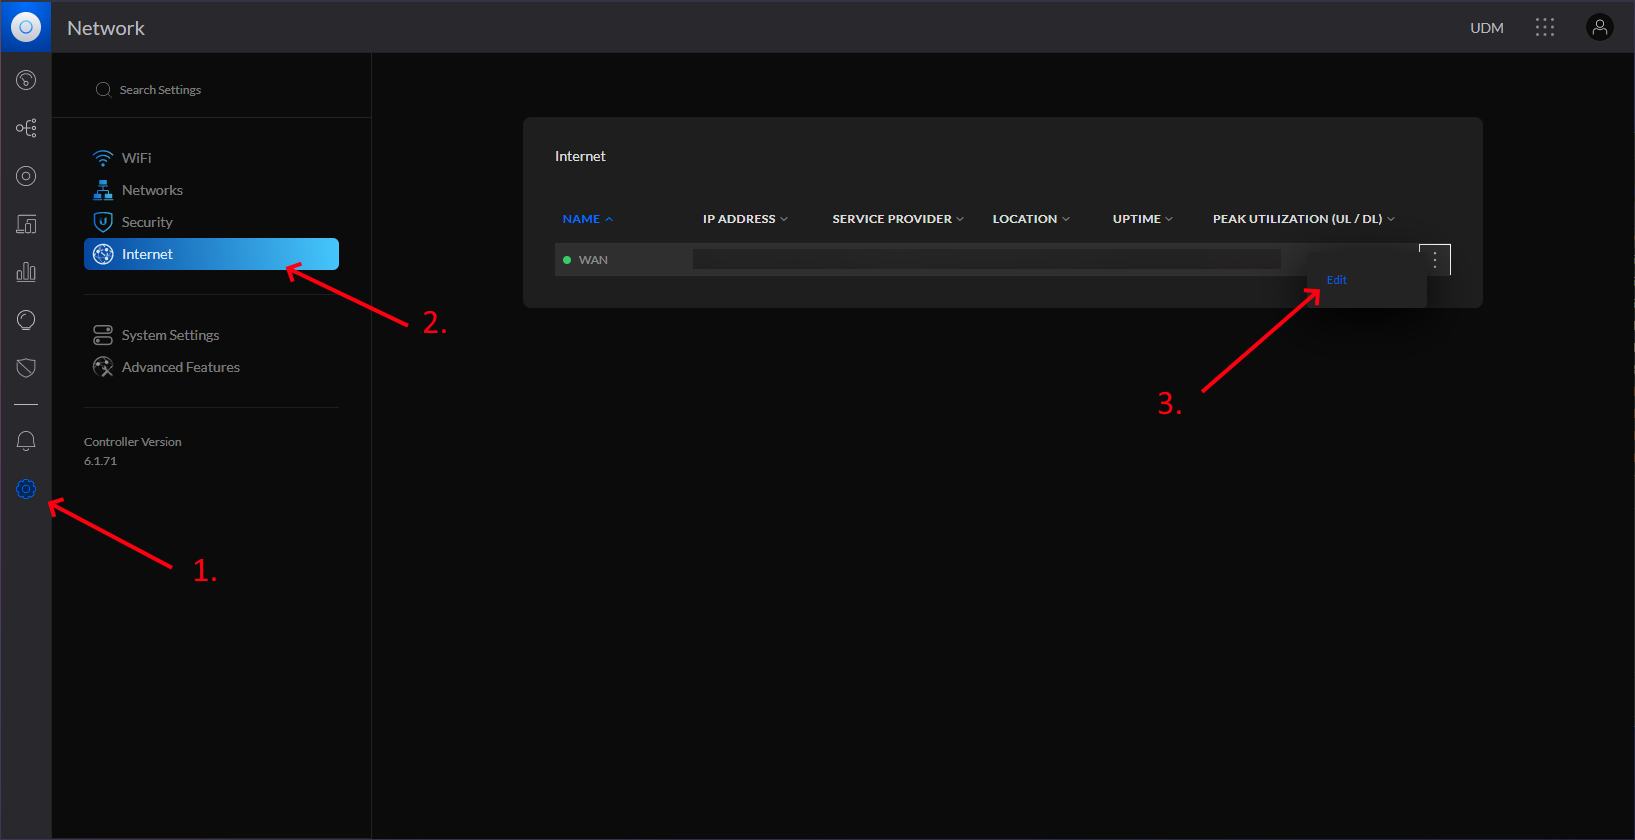 Network
UDM
Search Settings
WiFi
Networks
Security
Internet
System Settings
Advanced Features
Controller Version
6.1.71
Internet
NAME IP ADDRESS SERVICE PROVIDER LOCATION UPTIME PEAK UTILIZATION (UL / DL)
WAN
Edit
1.
2.
3.